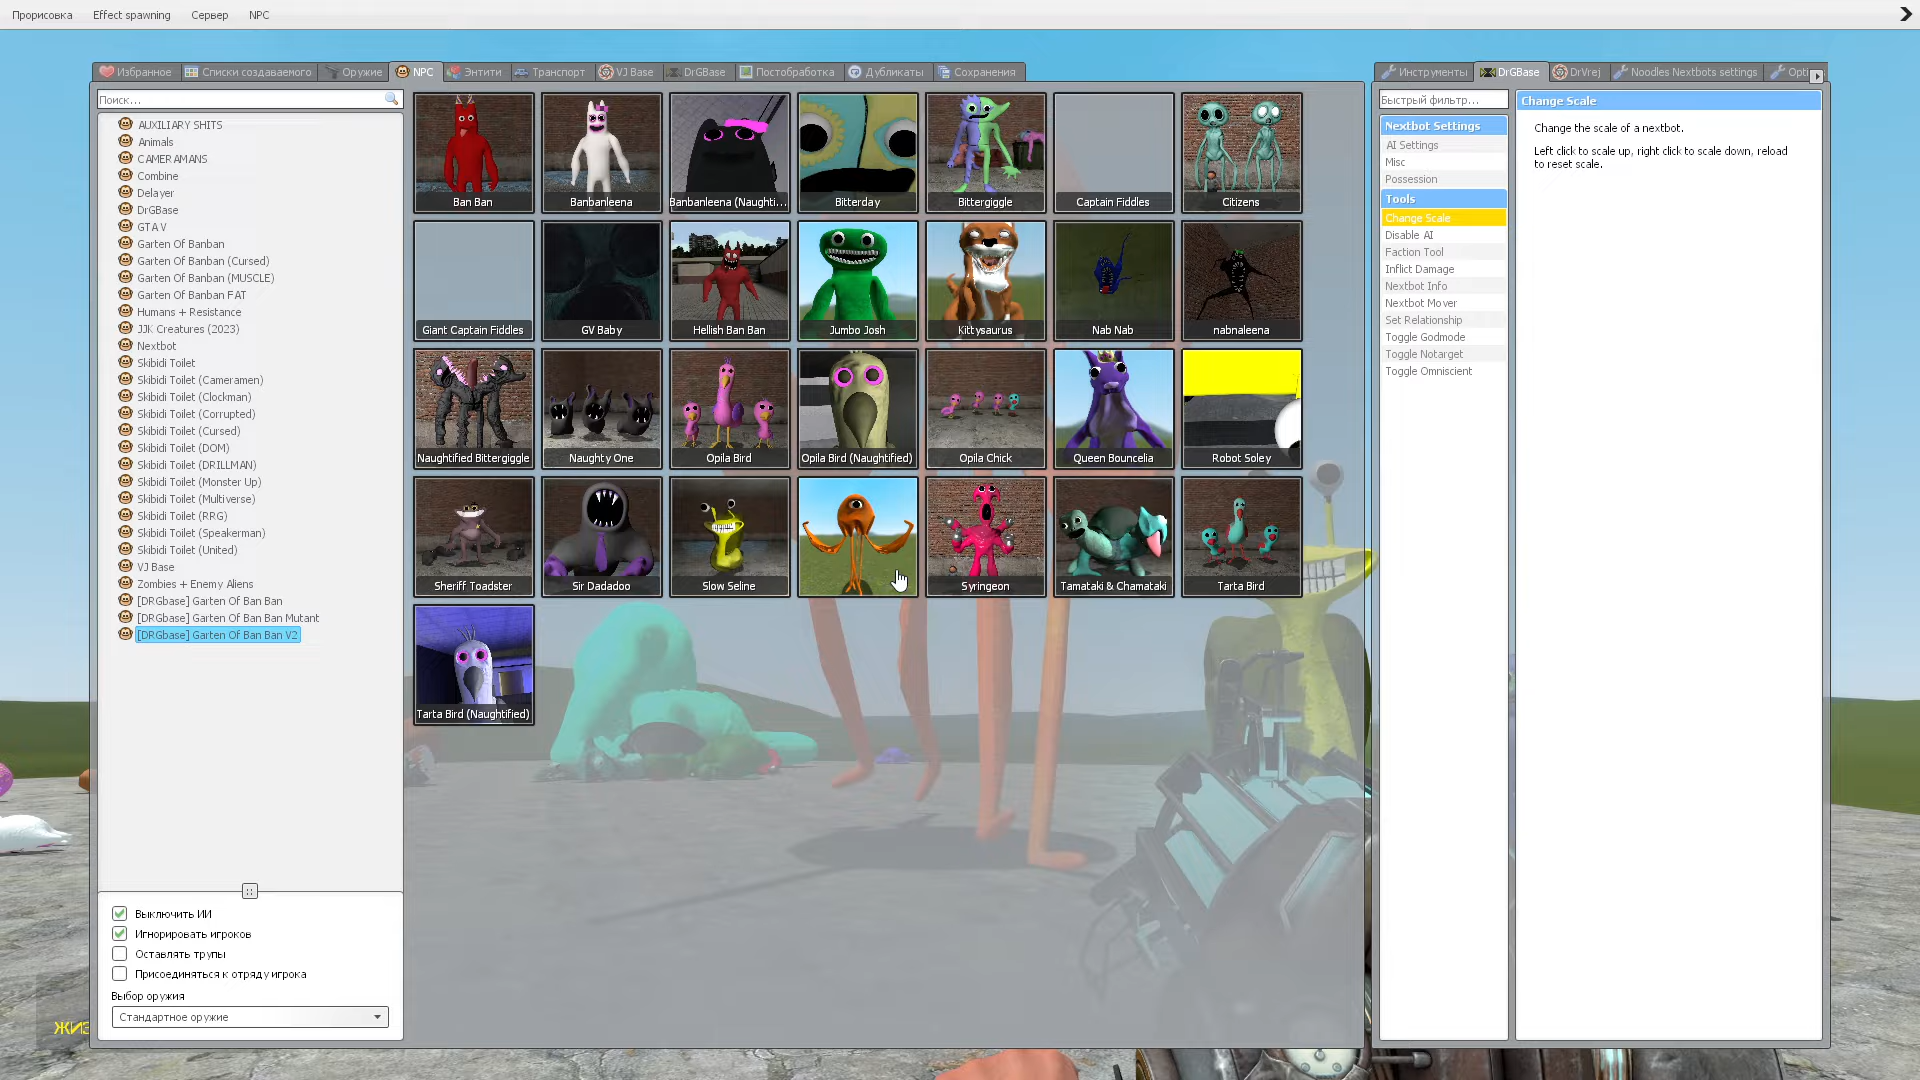 Прорисовка
Effect spawning
Сервер
NPC
Избранное
Списки создаваемого
Оружие
NPC
Энтити
Транспорт
VJ Base
DrGBase
Постобработка
Дубликаты
Сохранения
Инструменты
DrGBase
DrVrej
Noodles Nextbots settings
Поиск...
AUXILIARY SHITS
Animals
CAMERAMANS
Combine
Delayer
DrGBase
GTA V
Garten Of Banban
Garten Of Banban (Cursed)
Garten Of Banban (MUSCLE)
Garten Of Banban FAT
Humans + Resistance
JJK Creatures (2023)
Nextbot
Skibidi Toilet
Skibidi Toilet (Cameramen)
Skibidi Toilet (Clockman)
Skibidi Toilet (Corrupted)
Skibidi Toilet (Cursed)
Skibidi Toilet (DOM)
Skibidi Toilet (DRILLMAN)
Skibidi Toilet (Monster Up)
Skibidi Toilet (Multiverse)
Skibidi Toilet (RRG)
Skibidi Toilet (Speakerman)
Skibidi Toilet (United)
VJ Base
Zombies + Enemy Aliens
[DRGbase] Garten Of Ban Ban
[DRGbase] Garten Of Ban Ban Mutant
[DRGbase] Garten Of Ban Ban V2
Выключить ИИ
Игнорировать игроков
Оставлять трупы
Присоединяться к отряду игрока
Выбор оружия
Стандартное оружие
Ban Ban
Banbanleena
Banbanleena (Naughti...
Bitterday
Bittergiggle
Captain Fiddles
Citizens
Giant Captain Fiddles
GV Baby
Hellish Ban Ban
Jumbo Josh
Kittysaurus
Nab Nab
nabnaleena
Naughtified Bittergiggle
Naughty One
Opila Bird
Opila Bird (Naughtified)
Opila Chick
Queen Bouncelia
Robot Soley
Sheriff Toadster
Sir Dadadoo
Slow Seline
Syringeon
Tamataki & Chamataki
Tarta Bird
Tarta Bird (Naughtified)
Быстрый фильтр...
Nextbot Settings
AI Settings
Misc
Possession
Tools
Change Scale
Disable AI
Faction Tool
Inflict Damage
Nextbot Info
Nextbot Mover
Set Relationship
Toggle Godmode
Toggle Notarget
Toggle Omniscient
Change Scale
Change the scale of a nextbot.
Left click to scale up, right click to scale down, reload
to reset scale.